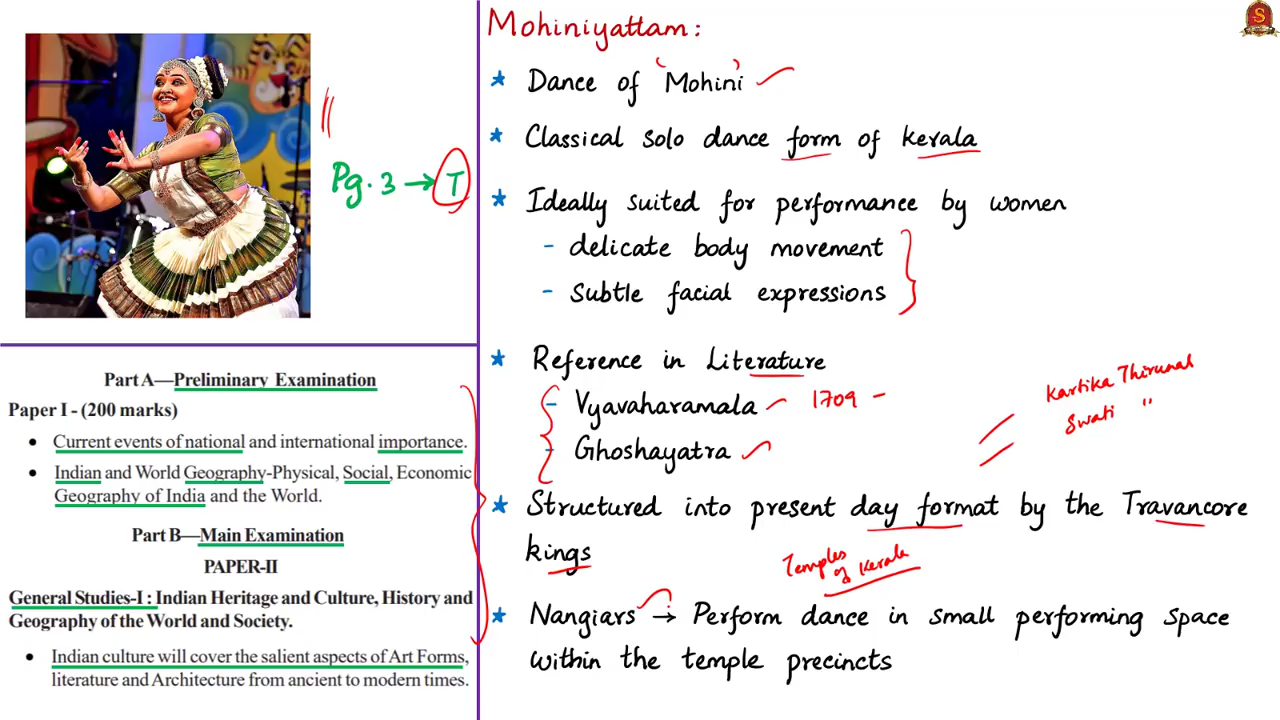 Mohiniyattam:
* Dance of 'Mohini'
* Classical solo dance form of kerala
Pg. 3 → T
* Ideally suited for performance by women
- delicate body movement
- subtle facial expressions
* Reference in Literature
- Vyavaharamala 1709 -
- Ghoshayatra
Kartika Thirunal
Swati "
* Structured into present day format by the Travancore
kings
Temples
of Kerala
* Nangiars → Perform dance in small performing space
within the temple precincts
Part A—Preliminary Examination
Paper I - (200 marks)
• Current events of national and international importance.
• Indian and World Geography-Physical, Social, Economic
Geography of India and the World.
Part B—Main Examination
PAPER-II
General Studies-I : Indian Heritage and Culture, History and
Geography of the World and Society.
• Indian culture will cover the salient aspects of Art Forms,
literature and Architecture from ancient to modern times.
S